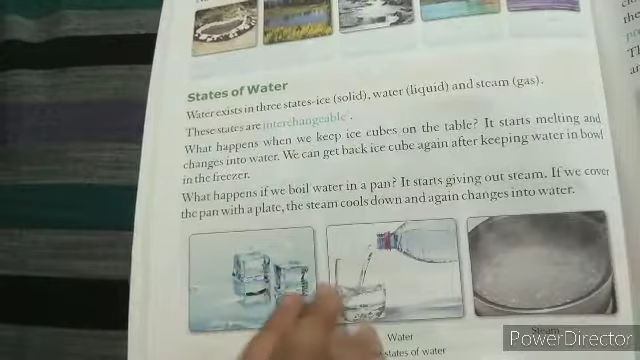 States of Water
Water exists in three states-ice (solid), water (liquid) and steam (gas).
These states are interchangeable .
What happens when we keep ice cubes on the table? It starts melting and
changes into water. We can get back ice cube again after keeping water in bowl
in the freezer.
What happens if we boil water in a pan? It starts giving out steam. If we cover
the pan with a plate, the steam cools down and again changes into water.
Water
Steam
states of water
PowerDirector